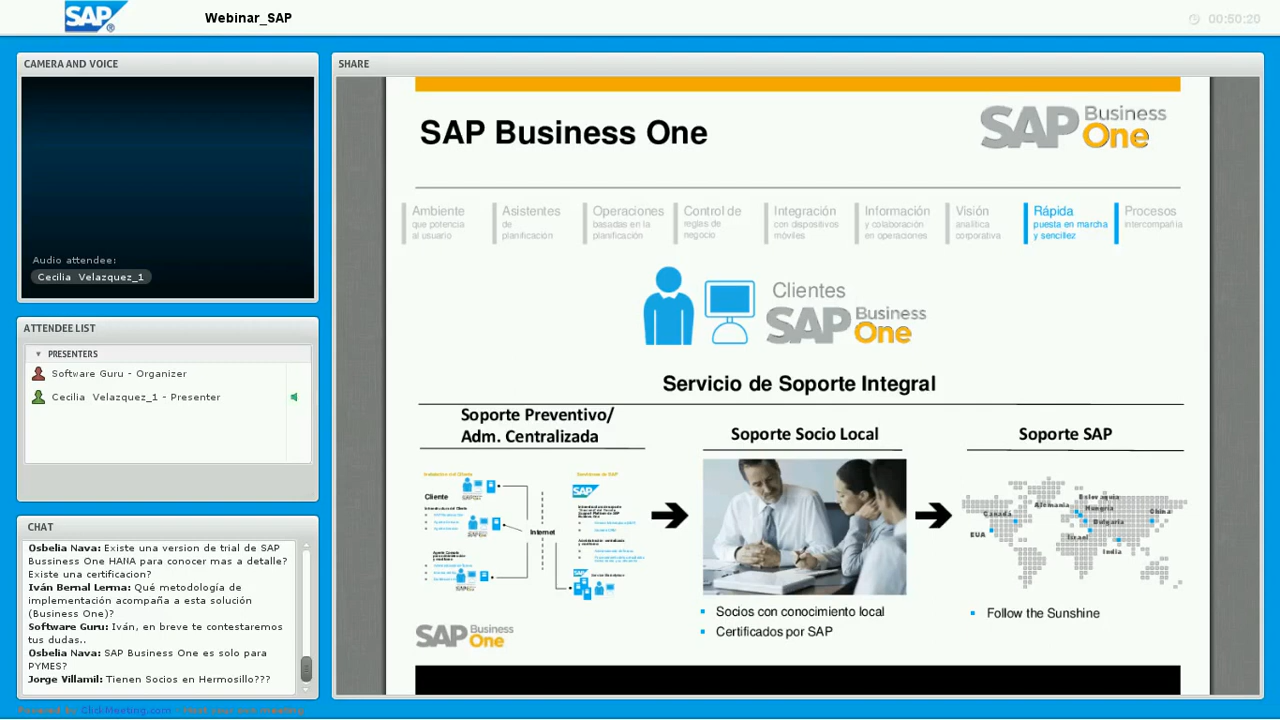 SAP
Webinar_SAP
00:50:20
CAMERA AND VOICE
Audio attendee:
Cecilia Velazquez_1
ATTENDEE LIST
PRESENTERS
Software Guru - Organizer
Cecilia Velazquez_1 - Presenter
CHAT
Osbelia Nava: Existe una version de trial de SAP
Bussiness One HANA para conocer mas a detalle?
Existe una certificacion?
Iván Bernal Lerma: Qué metodología de
implementación acompaña a esta solución
(Business One)?
Software Guru: Iván, en breve te contestaremos
tus dudas..
Osbelia Nava: SAP Business One es solo para
PYMES?
Jorge Villamil: Tienen Socios en Hermosillo???
Powered by ClickMeeting.com - Host your own meeting
SHARE
SAP Business One
SAP Business One
Ambiente
que potencia
al usuario
Asistentes
de
planificación
Operaciones
basadas en la
planificación
Control de
reglas de
negocio
Integración
con dispositivos
móviles
Información
y colaboración
en operaciones
Visión
analítica
corporativa
Rápida
puesta en marcha
y sencillez
Procesos
intercompañía
Clientes
SAP Business One
Servicio de Soporte Integral
Soporte Preventivo/
Adm. Centralizada
Cliente
Internet
SAP
Soporte Socio Local
Socios con conocimiento local
Certificados por SAP
Soporte SAP
Canada
EUA
Alemania
Eslovaquia
Hungría
Bulgaria
Israel
India
China
Follow the Sunshine
SAP Business One